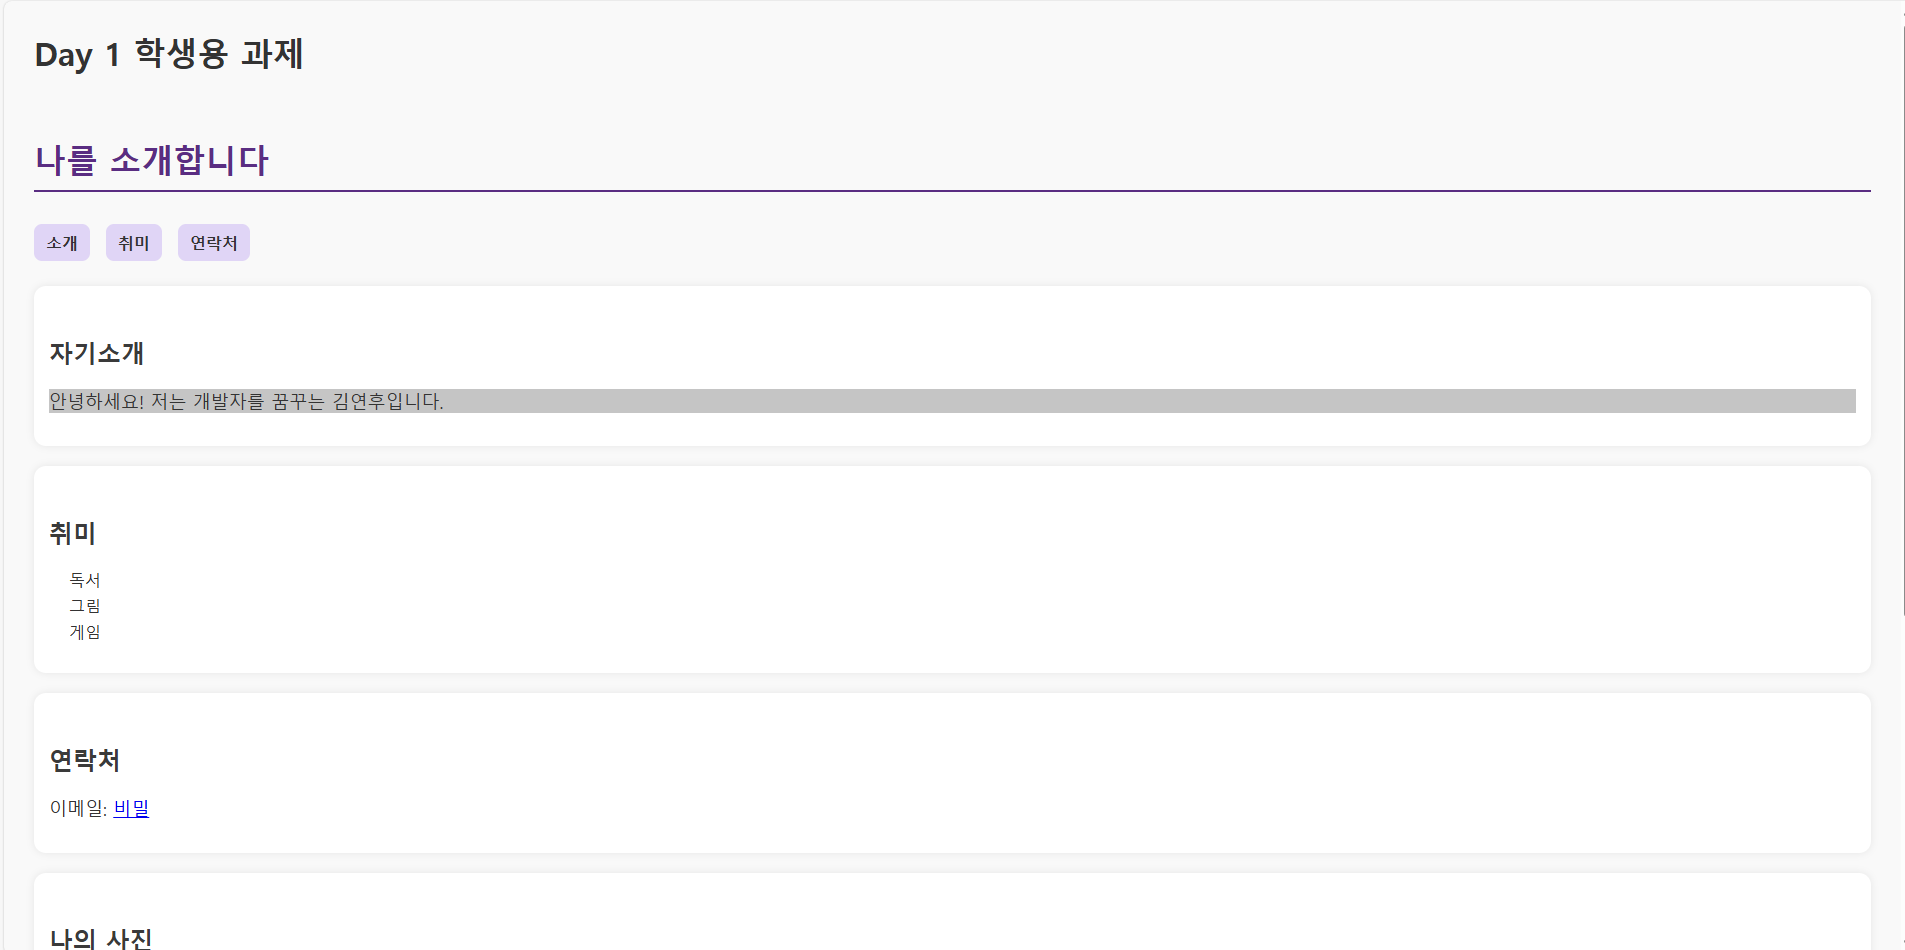 Day 1 학생용 과제
나를 소개합니다
소개 취미 연락처
자기소개
안녕하세요! 저는 개발자를 꿈꾸는 김연후입니다.
취미
독서
그림
게임
연락처
이메일: 비밀
나의 사진